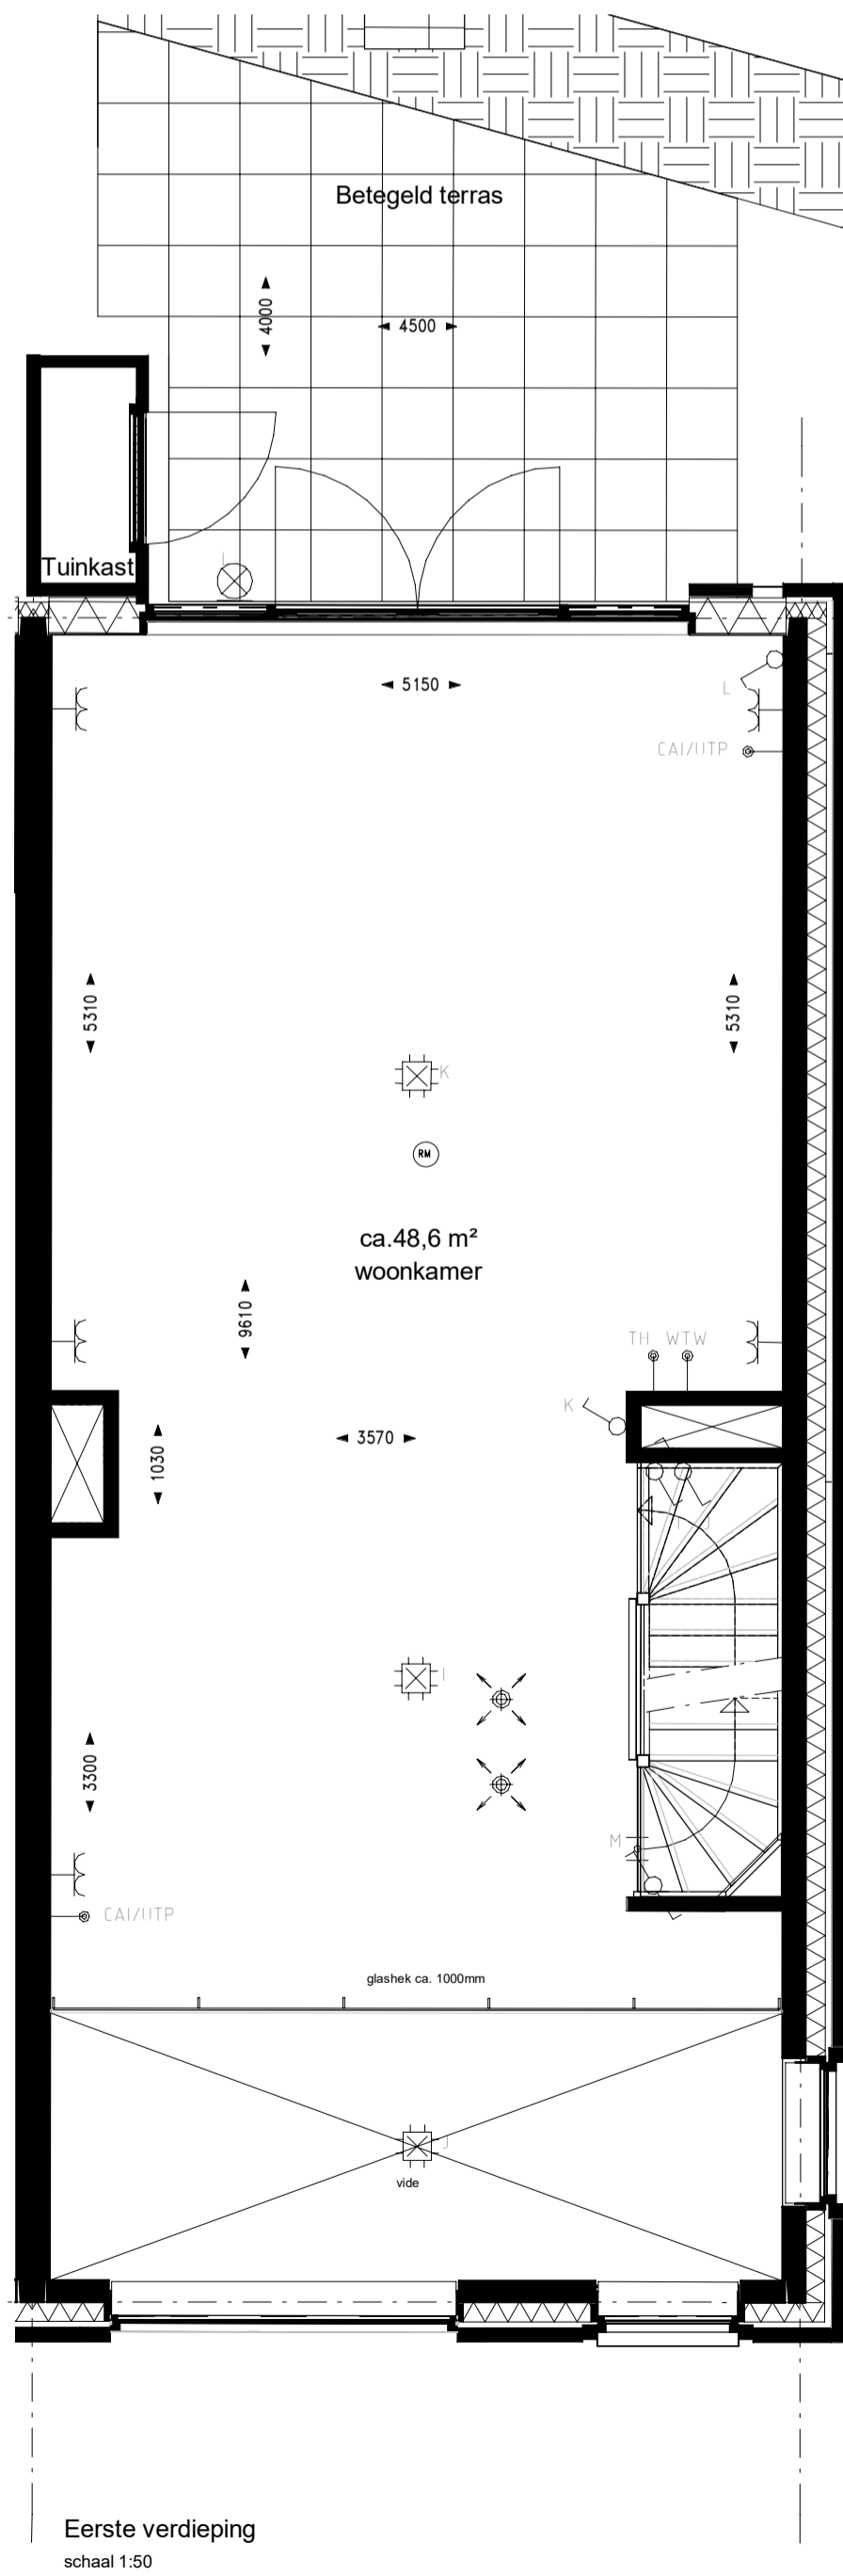 Betegeld terras
4000
4500
Tuinkast
L
5150
L
CAI/UTP
5310
5310
K
RM
ca.48,6 m²
woonkamer
9610
TH WTW
K
3570
1030
I
3300
M
CAI/UTP
glashek ca. 1000mm
J
vide
Eerste verdieping
schaal 1:50